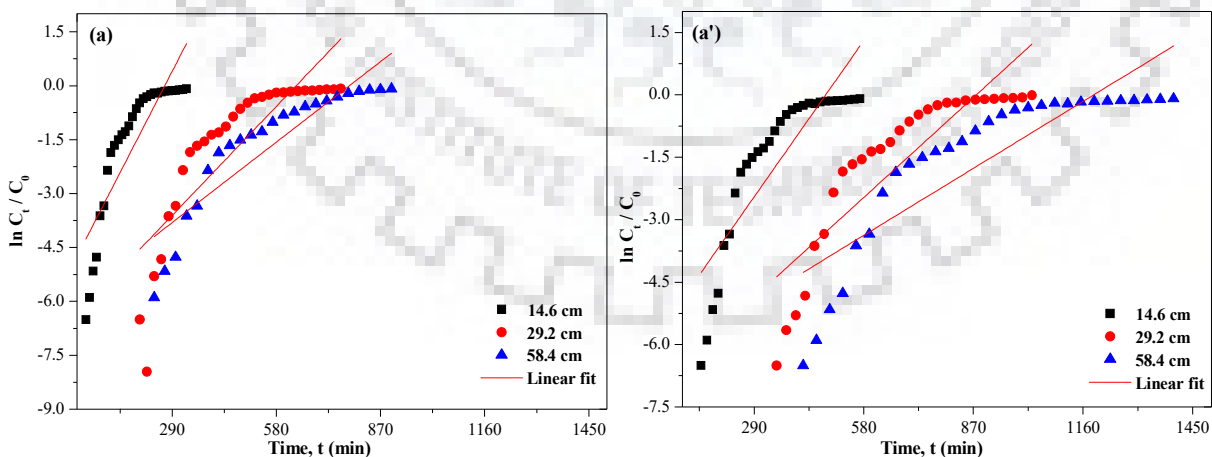 (a)
1.5
0.0
-1.5
-3.0
-4.5
-6.0
-7.5
-9.0
ln Ct / C0
14.6 cm
29.2 cm
58.4 cm
Linear fit
290 580 870 1160 1450
Time, t (min)
(a')
1.5
0.0
-1.5
-3.0
-4.5
-6.0
-7.5
ln Ct / C0
14.6 cm
29.2 cm
58.4 cm
Linear fit
290 580 870 1160 1450
Time, t (min)